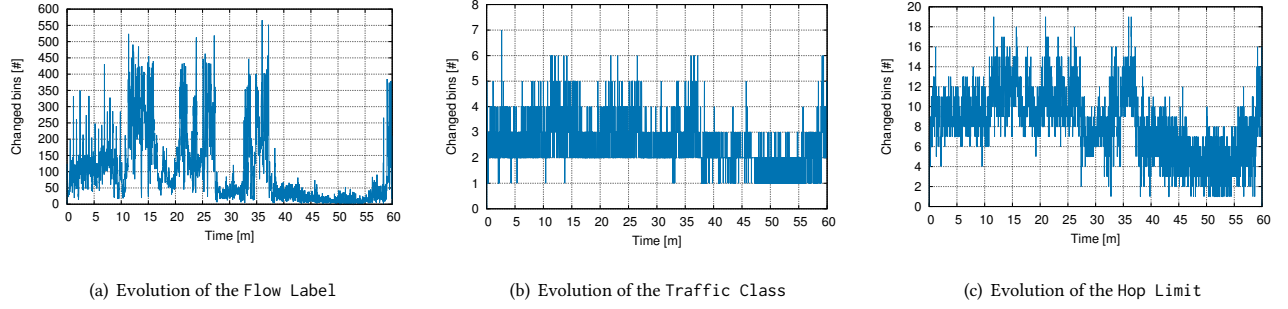 Changed bins [#]
600
550
500
450
400
350
300
250
200
150
100
50
0
0 5 10 15 20 25 30 35 40 45 50 55 60
Time [m]
(a) Evolution of the Flow Label
Changed bins [#]
8
7
6
5
4
3
2
1
0
0 5 10 15 20 25 30 35 40 45 50 55 60
Time [m]
(b) Evolution of the Traffic Class
Changed bins [#]
20
18
16
14
12
10
8
6
4
2
0
0 5 10 15 20 25 30 35 40 45 50 55 60
Time [m]
(c) Evolution of the Hop Limit